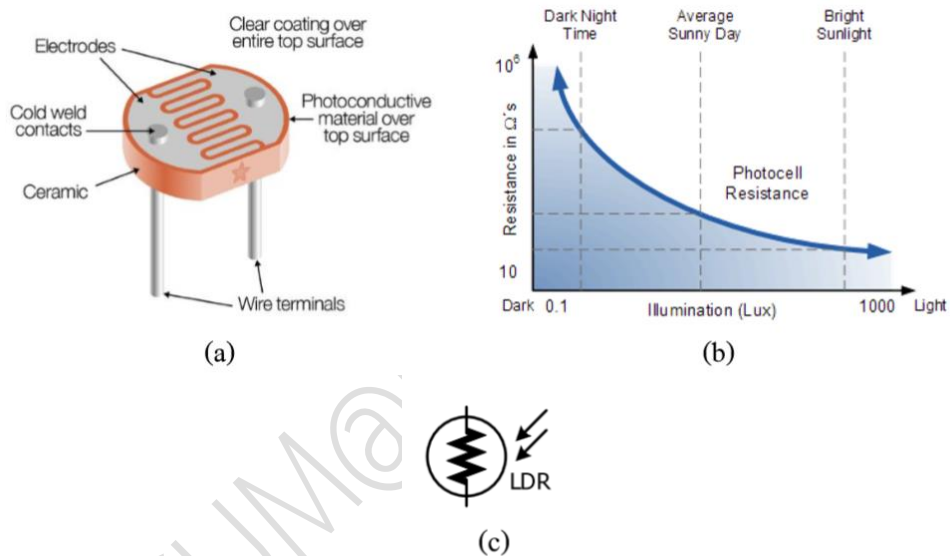 Clear coating over
entire top surface
Electrodes
Cold weld
contacts
Photoconductive
material over
top surface
Ceramic
Wire terminals
(a)
Dark Night
Time
Average
Sunny Day
Bright
Sunlight
10⁶
Resistance in Ω's
Photocell
Resistance
10
Dark 0.1 Illumination (Lux) 1000 Light
(b)
LDR
(c)